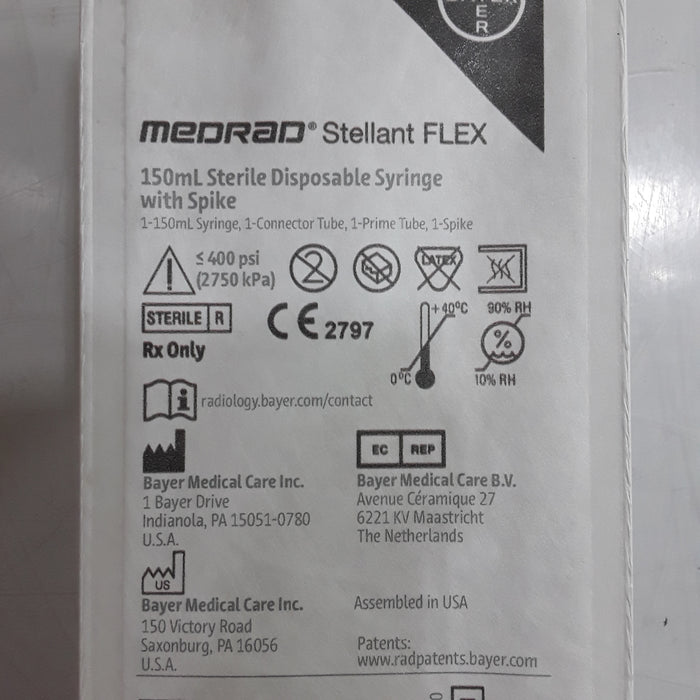 BAYER
E
R
MEDRAD® Stellant FLEX
150mL Sterile Disposable Syringe
with Spike
1-150mL Syringe, 1-Connector Tube, 1-Prime Tube, 1-Spike
≤ 400 psi
(2750 kPa)
2
LATEX
STERILE R
CE 2797
+40°C
0°C
90% RH
%
10% RH
Rx Only
i radiology.bayer.com/contact
EC REP
Bayer Medical Care Inc.
1 Bayer Drive
Indianola, PA 15051-0780
U.S.A.
Bayer Medical Care B.V.
Avenue Céramique 27
6221 KV Maastricht
The Netherlands
US
Bayer Medical Care Inc.
150 Victory Road
Saxonburg, PA 16056
U.S.A.
Assembled in USA
Patents:
www.radpatents.bayer.com